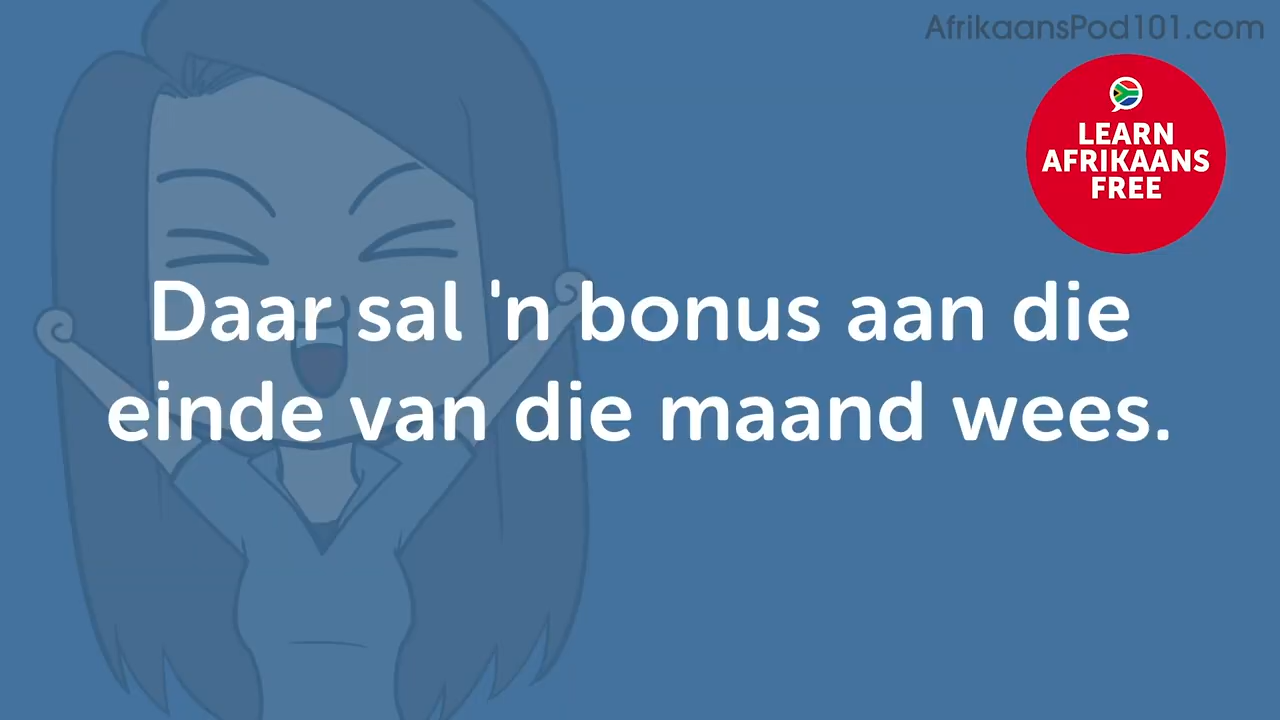 AfrikaansPod101.com
LEARN
AFRIKAANS
FREE
Daar sal 'n bonus aan die
einde van die maand wees.